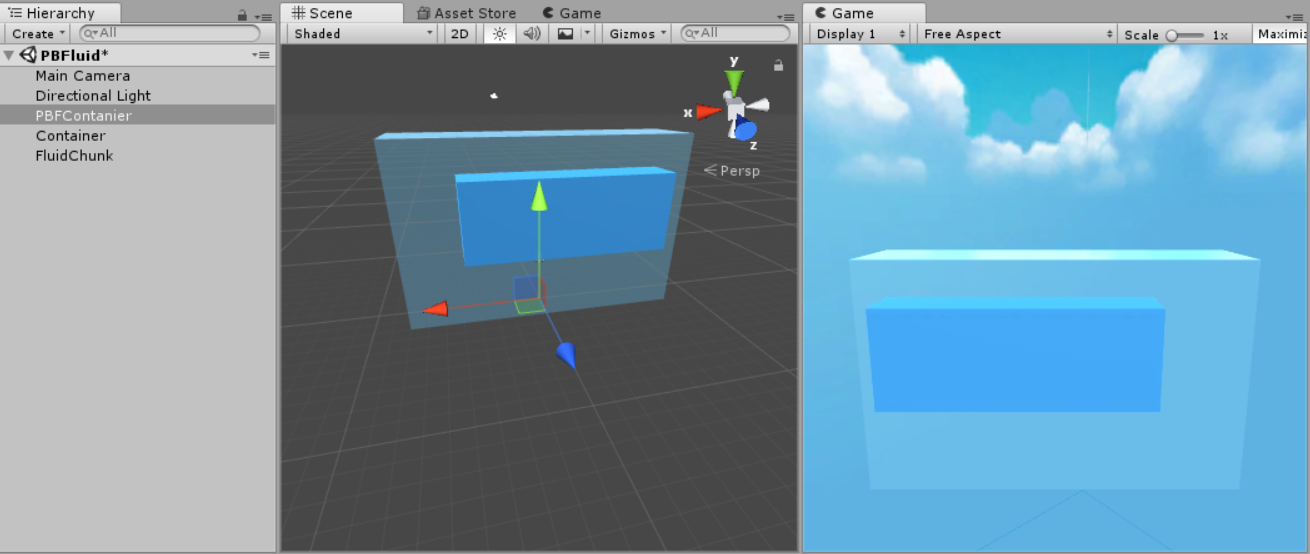 Hierarchy
Create All
PBFluid*
Main Camera
Directional Light
PBFContanier
Container
FluidChunk
Scene Asset Store Game
Shaded 2D Gizmos All
y
x
z
Persp
Game
Display 1 Free Aspect Scale 1x Maximiz